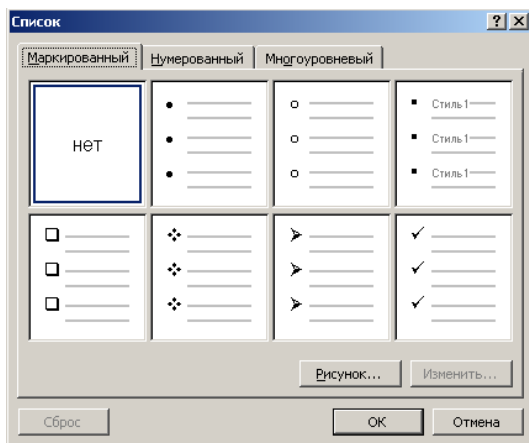 Список
Маркированный Нумерованный Многоуровневый
нет
Стиль1
Стиль1
Стиль1
Рисунок... Изменить...
Сброс ОК Отмена